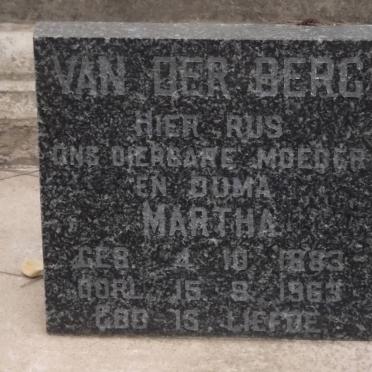 VAN DER BERG
HIER RUS
ONS DIERBARE MOEDER
EN OUMA
MARTHA
GEB. 4. 10. 1883
OORL. 15. 8. 1963
GOD IS LIEFDE